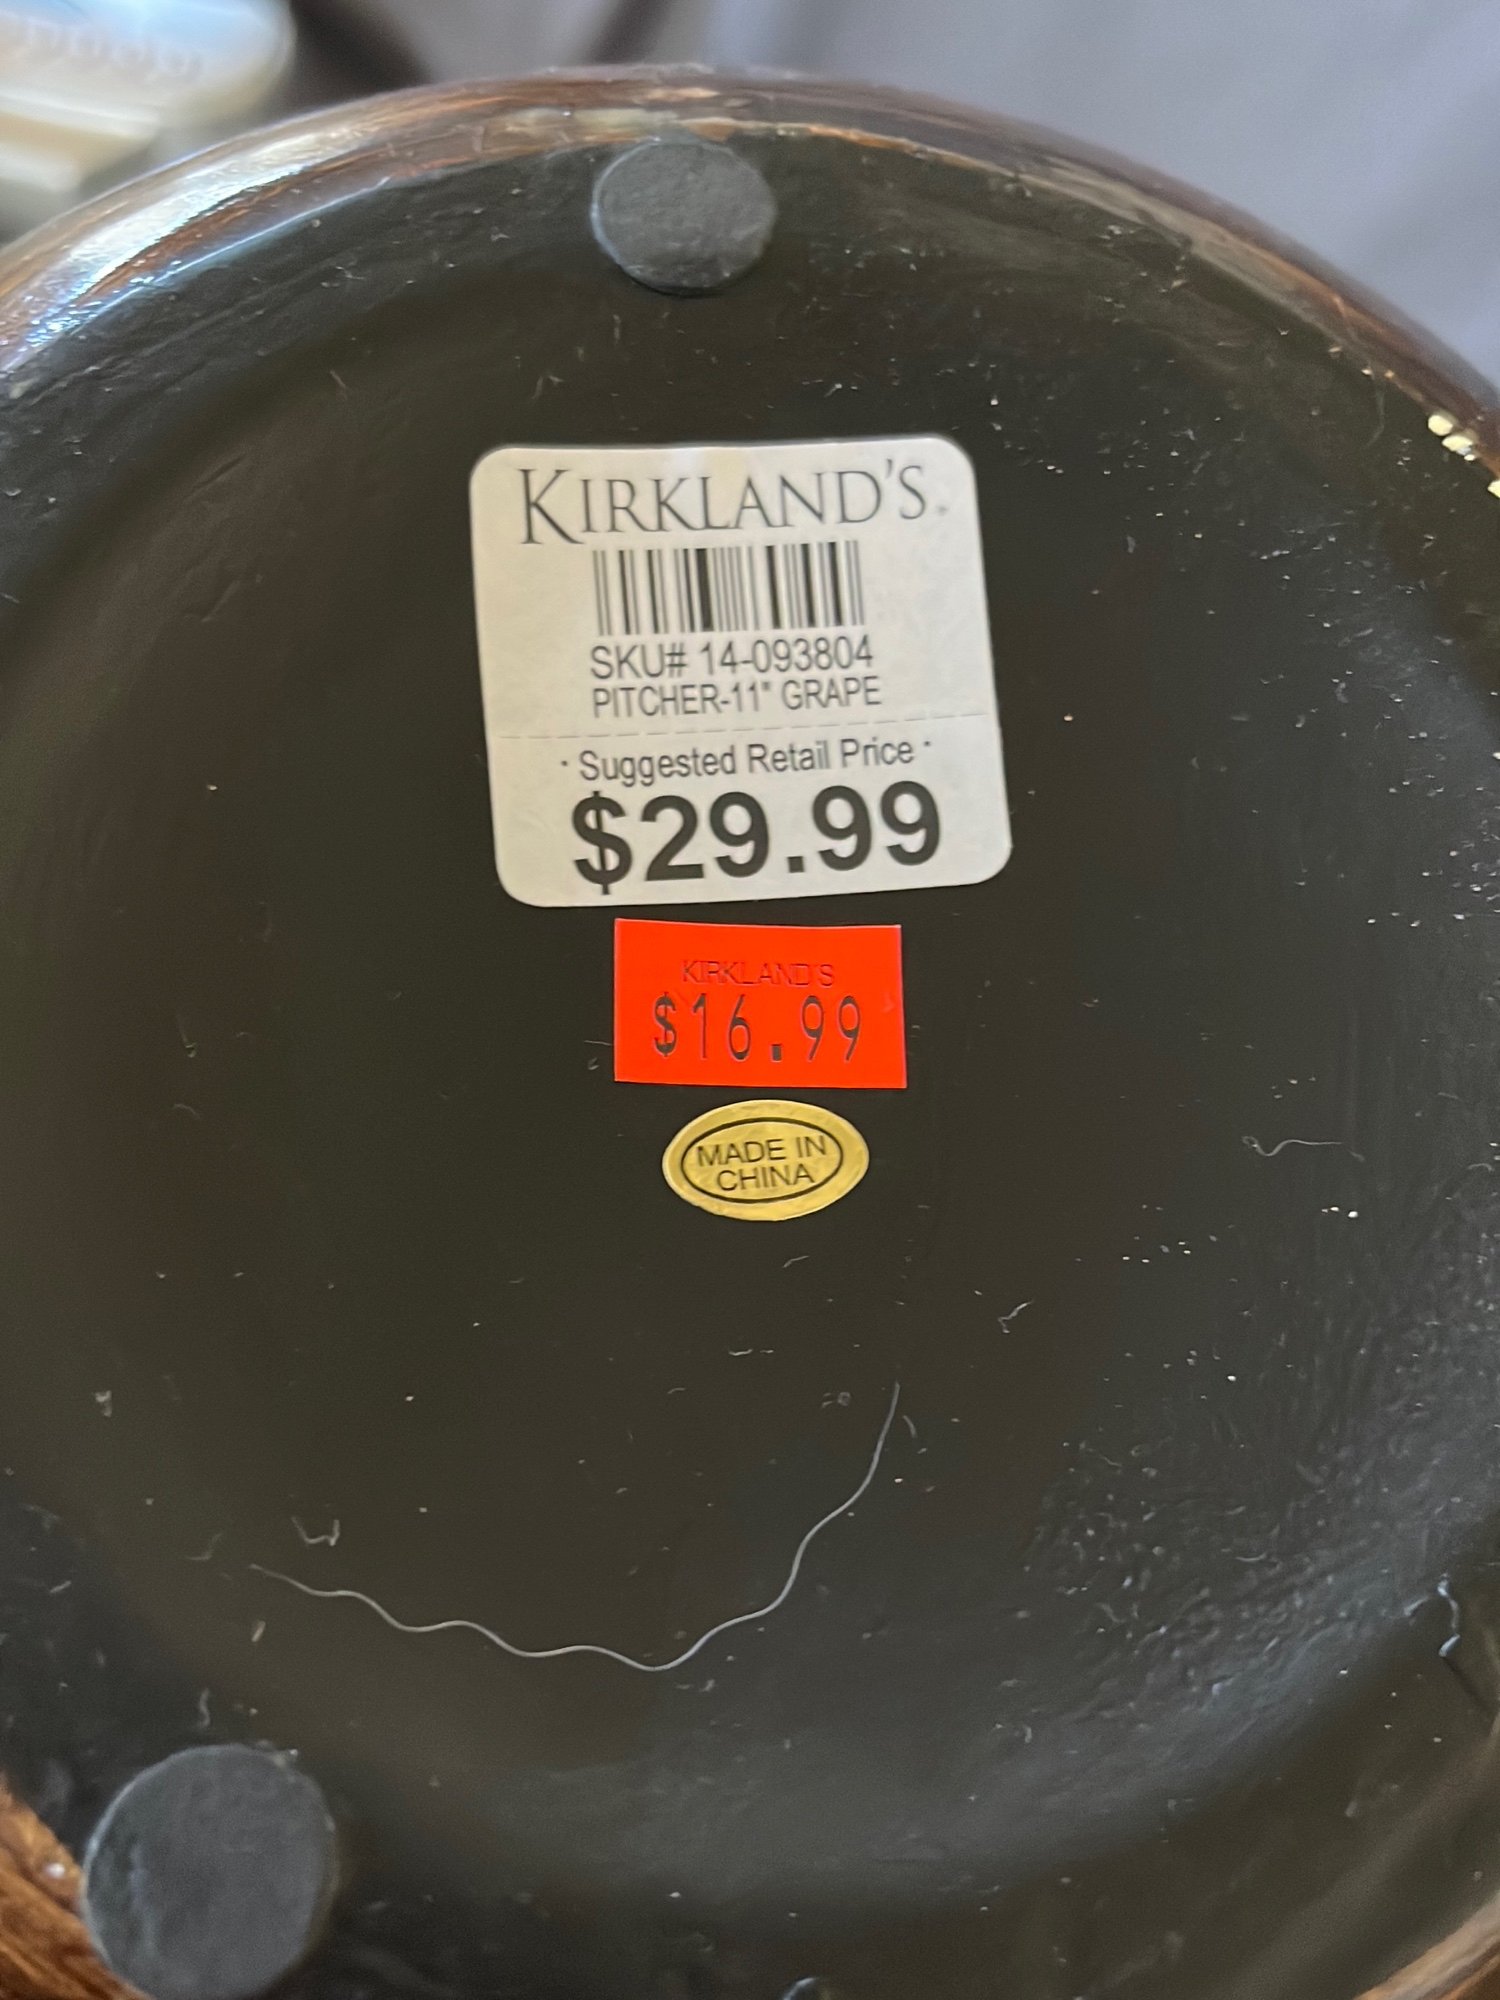 KIRKLAND'S.
SKU# 14-093804
PITCHER-11" GRAPE
· Suggested Retail Price ·
$29.99
KIRKLAND'S
$16.99
MADE IN
CHINA